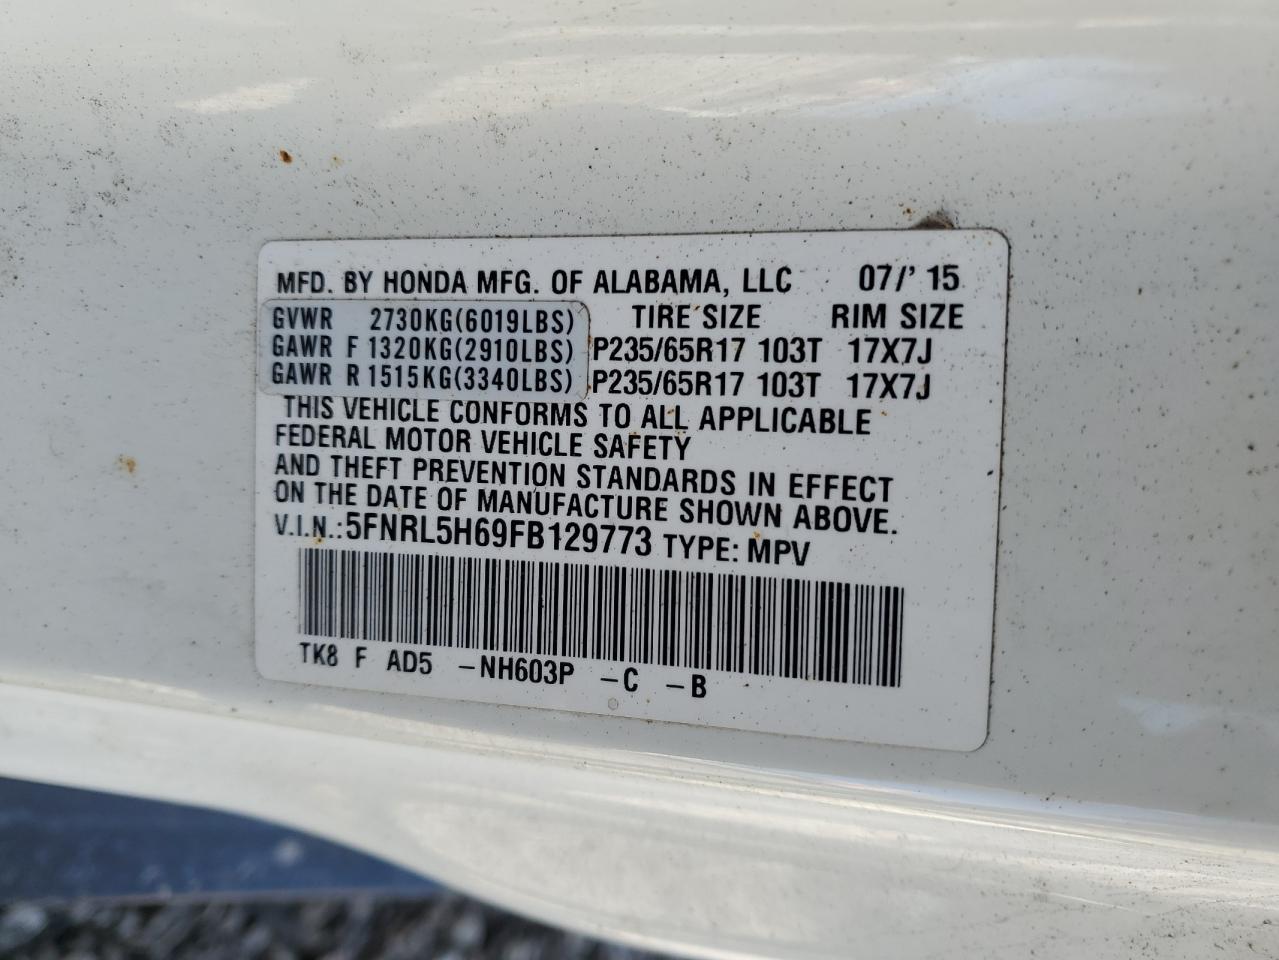 MFD. BY HONDA MFG. OF ALABAMA, LLC 07/' 15
GVWR 2730KG(6019LBS) TIRE SIZE RIM SIZE
GAWR F 1320KG(2910LBS) P235/65R17 103T 17X7J
GAWR R 1515KG(3340LBS) P235/65R17 103T 17X7J
THIS VEHICLE CONFORMS TO ALL APPLICABLE
FEDERAL MOTOR VEHICLE SAFETY
AND THEFT PREVENTION STANDARDS IN EFFECT
ON THE DATE OF MANUFACTURE SHOWN ABOVE.
V.I.N.: 5FNRL5H69FB129773 TYPE: MPV
TK8 F AD5 -NH603P -C -B